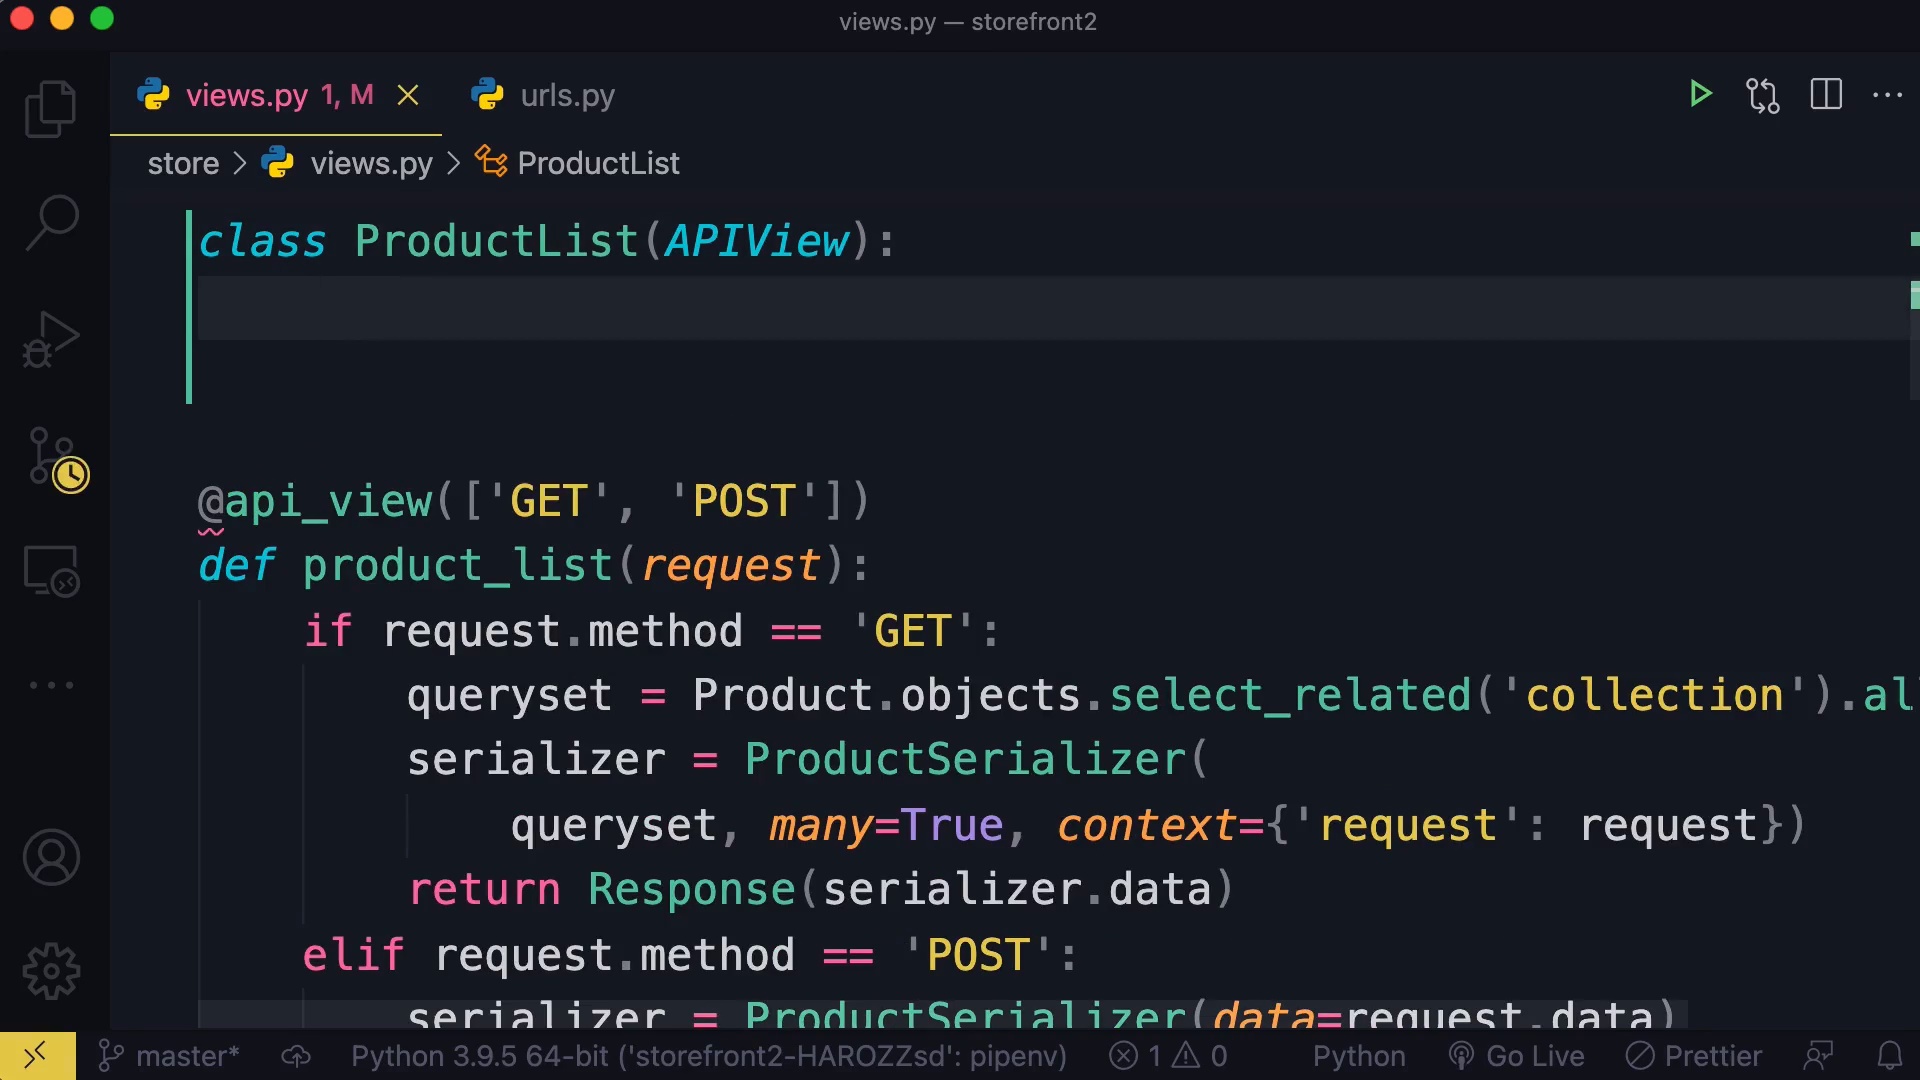 views.py — storefront2
views.py 1, M
urls.py
store > views.py > ProductList
class ProductList(APIView):
@api_view(['GET', 'POST'])
def product_list(request):
if request.method == 'GET':
queryset = Product.objects.select_related('collection').al
serializer = ProductSerializer(
queryset, many=True, context={'request': request})
return Response(serializer.data)
elif request.method == 'POST':
serializer = ProductSerializer(data=request.data)
master* Python 3.9.5 64-bit ('storefront2-HAROZZsd': pipenv) 1 0 Python Go Live Prettier